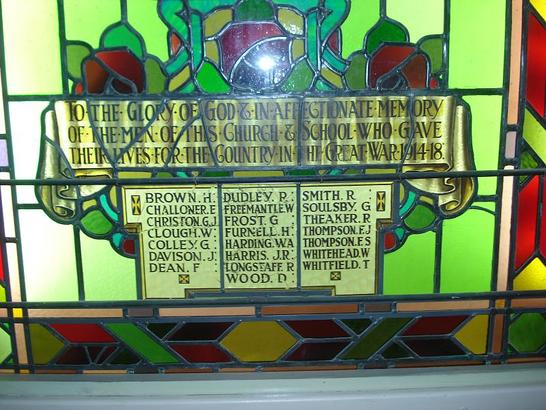 TO·THE·GLORY·OF·GOD·&·IN·AFFECTIONATE·MEMORY
OF·THE·MEN·OF·THIS·CHURCH·&·SCHOOL·WHO·GAVE
THEIR·LIVES·FOR·THE·COUNTRY·IN·THE·GREAT·WAR·1914-18·
BROWN. H.
CHALLONER. E
CHRISTON. G.J.
CLOUGH. W.
COLLEY. G.
DAVISON. J.
DEAN. F
DUDLEY. P.
FREEMANTLE. W
FROST. G. H
FURNELL. H.
HARDING. W.A
HARRIS. J.R.
LONGSTAFF. R
WOOD. D.
SMITH. R
SOULSBY. G
THEAKER. R
THOMPSON. E.J
THOMPSON. F.S
WHITEHEAD. W
WHITFIELD. T